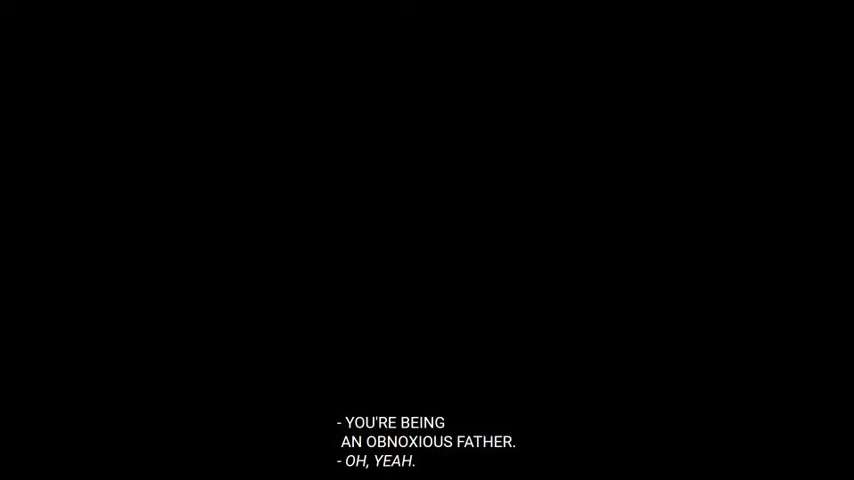 - YOU'RE BEING
AN OBNOXIOUS FATHER.
- OH, YEAH.